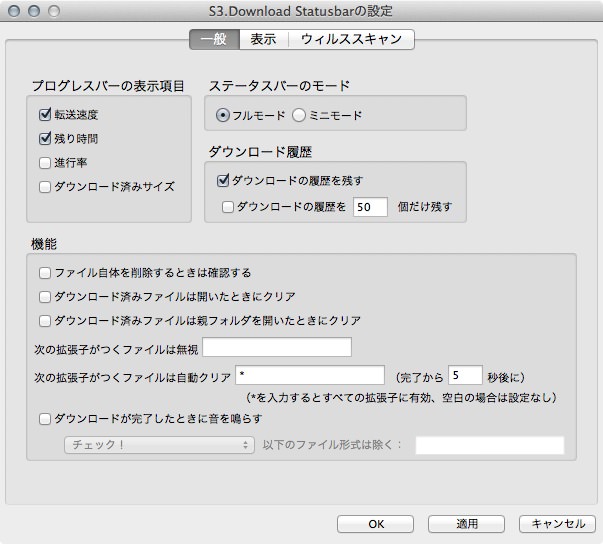 S3.Download Statusbarの設定
一般 表示 ウィルススキャン
プログレスバーの表示項目
転送速度
残り時間
進行率
ダウンロード済みサイズ
ステータスバーのモード
フルモード ミニモード
ダウンロード履歴
ダウンロードの履歴を残す
ダウンロードの履歴を 50 個だけ残す
機能
ファイル自体を削除するときは確認する
ダウンロード済みファイルは開いたときにクリア
ダウンロード済みファイルは親フォルダを開いたときにクリア
次の拡張子がつくファイルは無視
次の拡張子がつくファイルは自動クリア * （完了から 5 秒後に）
（*を入力するとすべての拡張子に有効、空白の場合は設定なし）
ダウンロードが完了したときに音を鳴らす
チェック！ 以下のファイル形式は除く：
OK 適用 キャンセル